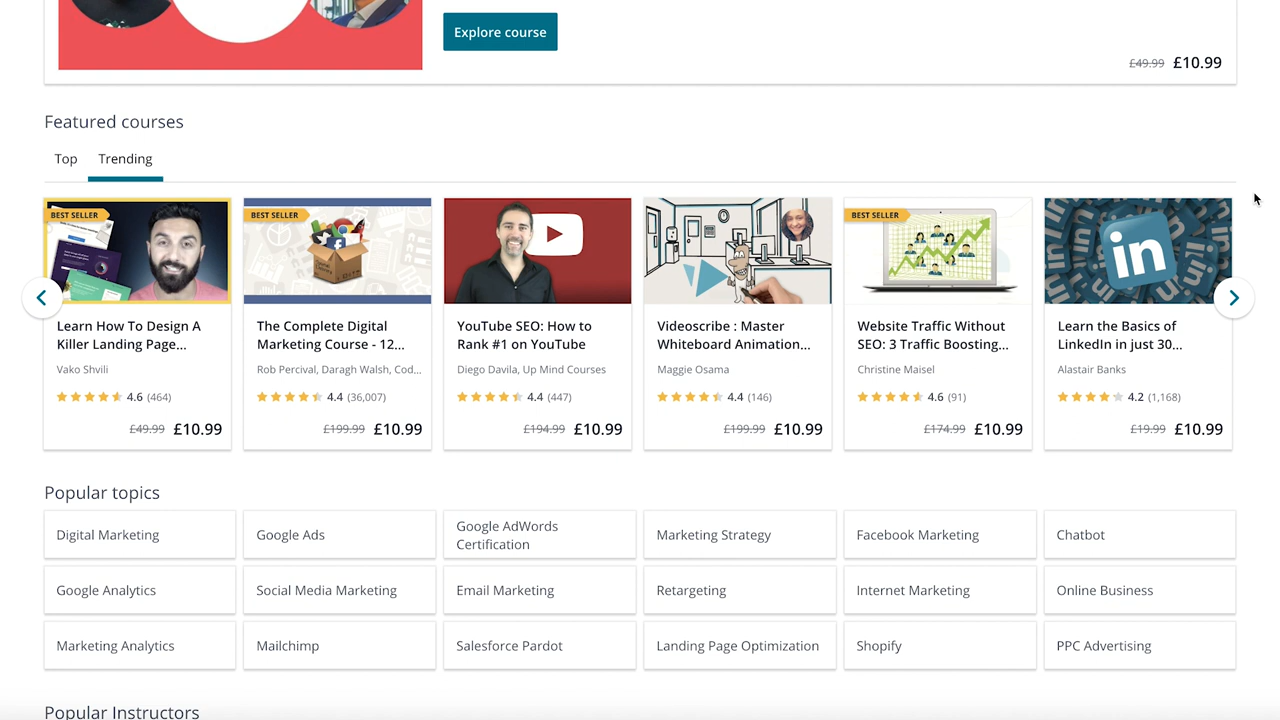 Explore course
£49.99 £10.99
Featured courses
Top Trending
BEST SELLER
BEST SELLER
BEST SELLER
in
Learn How To Design A
Killer Landing Page...
Vako Shvili
4.6 (464)
£49.99 £10.99
The Complete Digital
Marketing Course - 12...
Rob Percival, Daragh Walsh, Cod...
4.4 (36,007)
£199.99 £10.99
YouTube SEO: How to
Rank #1 on YouTube
Diego Davila, Up Mind Courses
4.4 (447)
£194.99 £10.99
Videoscribe : Master
Whiteboard Animation...
Maggie Osama
4.4 (146)
£199.99 £10.99
Website Traffic Without
SEO: 3 Traffic Boosting...
Christine Maisel
4.6 (91)
£174.99 £10.99
Learn the Basics of
LinkedIn in just 30...
Alastair Banks
4.2 (1,168)
£19.99 £10.99
Popular topics
Digital Marketing
Google Ads
Google AdWords
Certification
Marketing Strategy
Facebook Marketing
Chatbot
Google Analytics
Social Media Marketing
Email Marketing
Retargeting
Internet Marketing
Online Business
Marketing Analytics
Mailchimp
Salesforce Pardot
Landing Page Optimization
Shopify
PPC Advertising
Popular Instructors